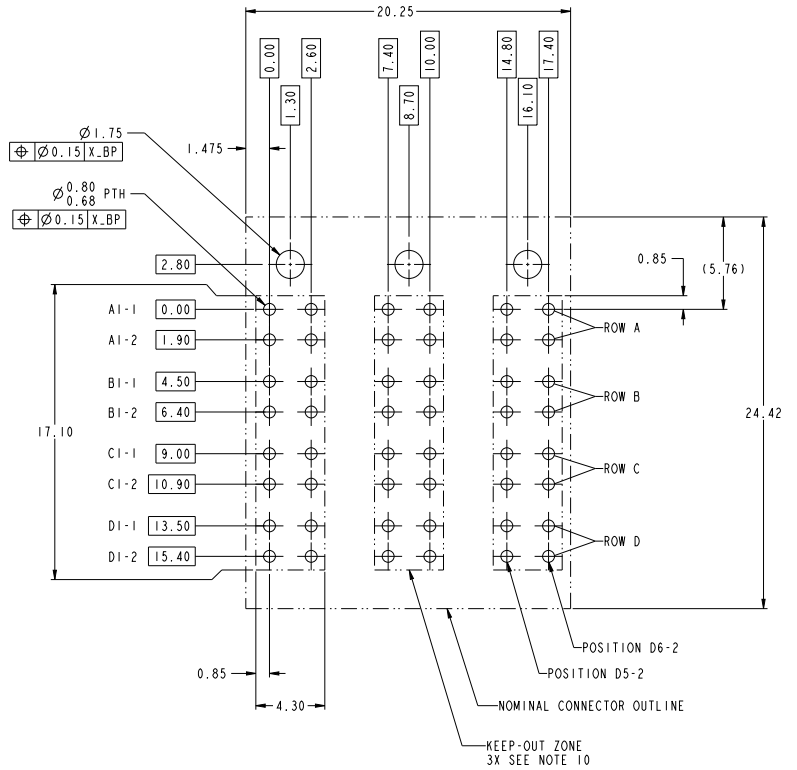 20.25
0.00
2.60
7.40
10.00
14.80
17.40
1.30
8.70
16.10
Ø1.75
⌖ Ø0.15 X_BP
1.475
Ø0.80 PTH
0.68
⌖ Ø0.15 X_BP
0.85
(5.76)
2.80
A1-1 0.00
ROW A
A1-2 1.90
B1-1 4.50
ROW B
B1-2 6.40
24.42
17.10
C1-1 9.00
ROW C
C1-2 10.90
D1-1 13.50
ROW D
D1-2 15.40
POSITION D6-2
0.85
POSITION D5-2
4.30
NOMINAL CONNECTOR OUTLINE
KEEP-OUT ZONE
3X SEE NOTE 10